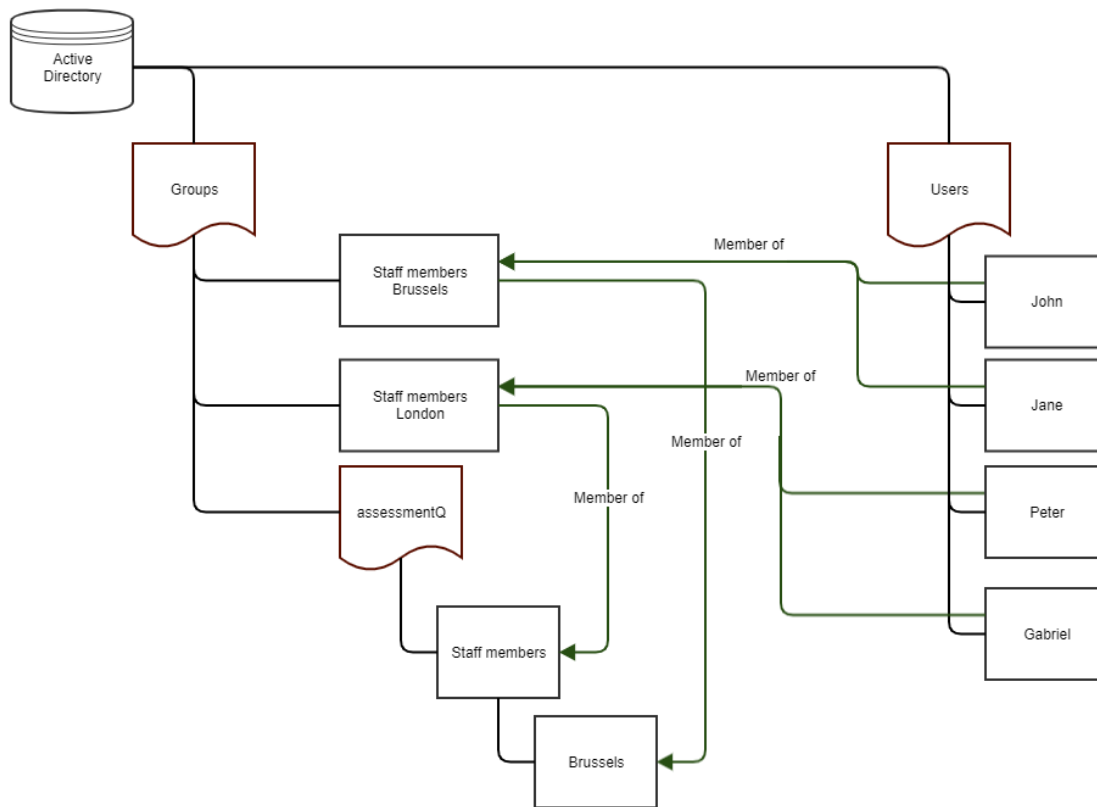 Active
Directory
Groups
Users
Member of
Staff members
Brussels
John
Member of
Staff members
London
Jane
Member of
Member of
assessmentQ
Peter
Gabriel
Staff members
Brussels